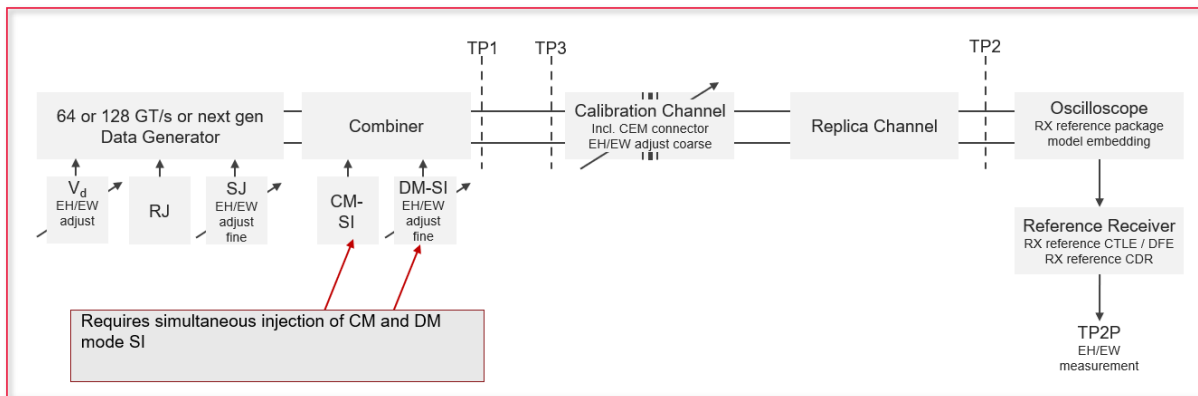 TP1
TP3
TP2
64 or 128 GT/s or next gen
Data Generator
Combiner
Calibration Channel
Incl. CEM connector
EH/EW adjust coarse
Replica Channel
Oscilloscope
RX reference package
model embedding
Vd
EH/EW
adjust
RJ
SJ
EH/EW
adjust
fine
CM-
SI
DM-SI
EH/EW
adjust
fine
Reference Receiver
RX reference CTLE / DFE
RX reference CDR
Requires simultaneous injection of CM and DM
mode SI
TP2P
EH/EW
measurement